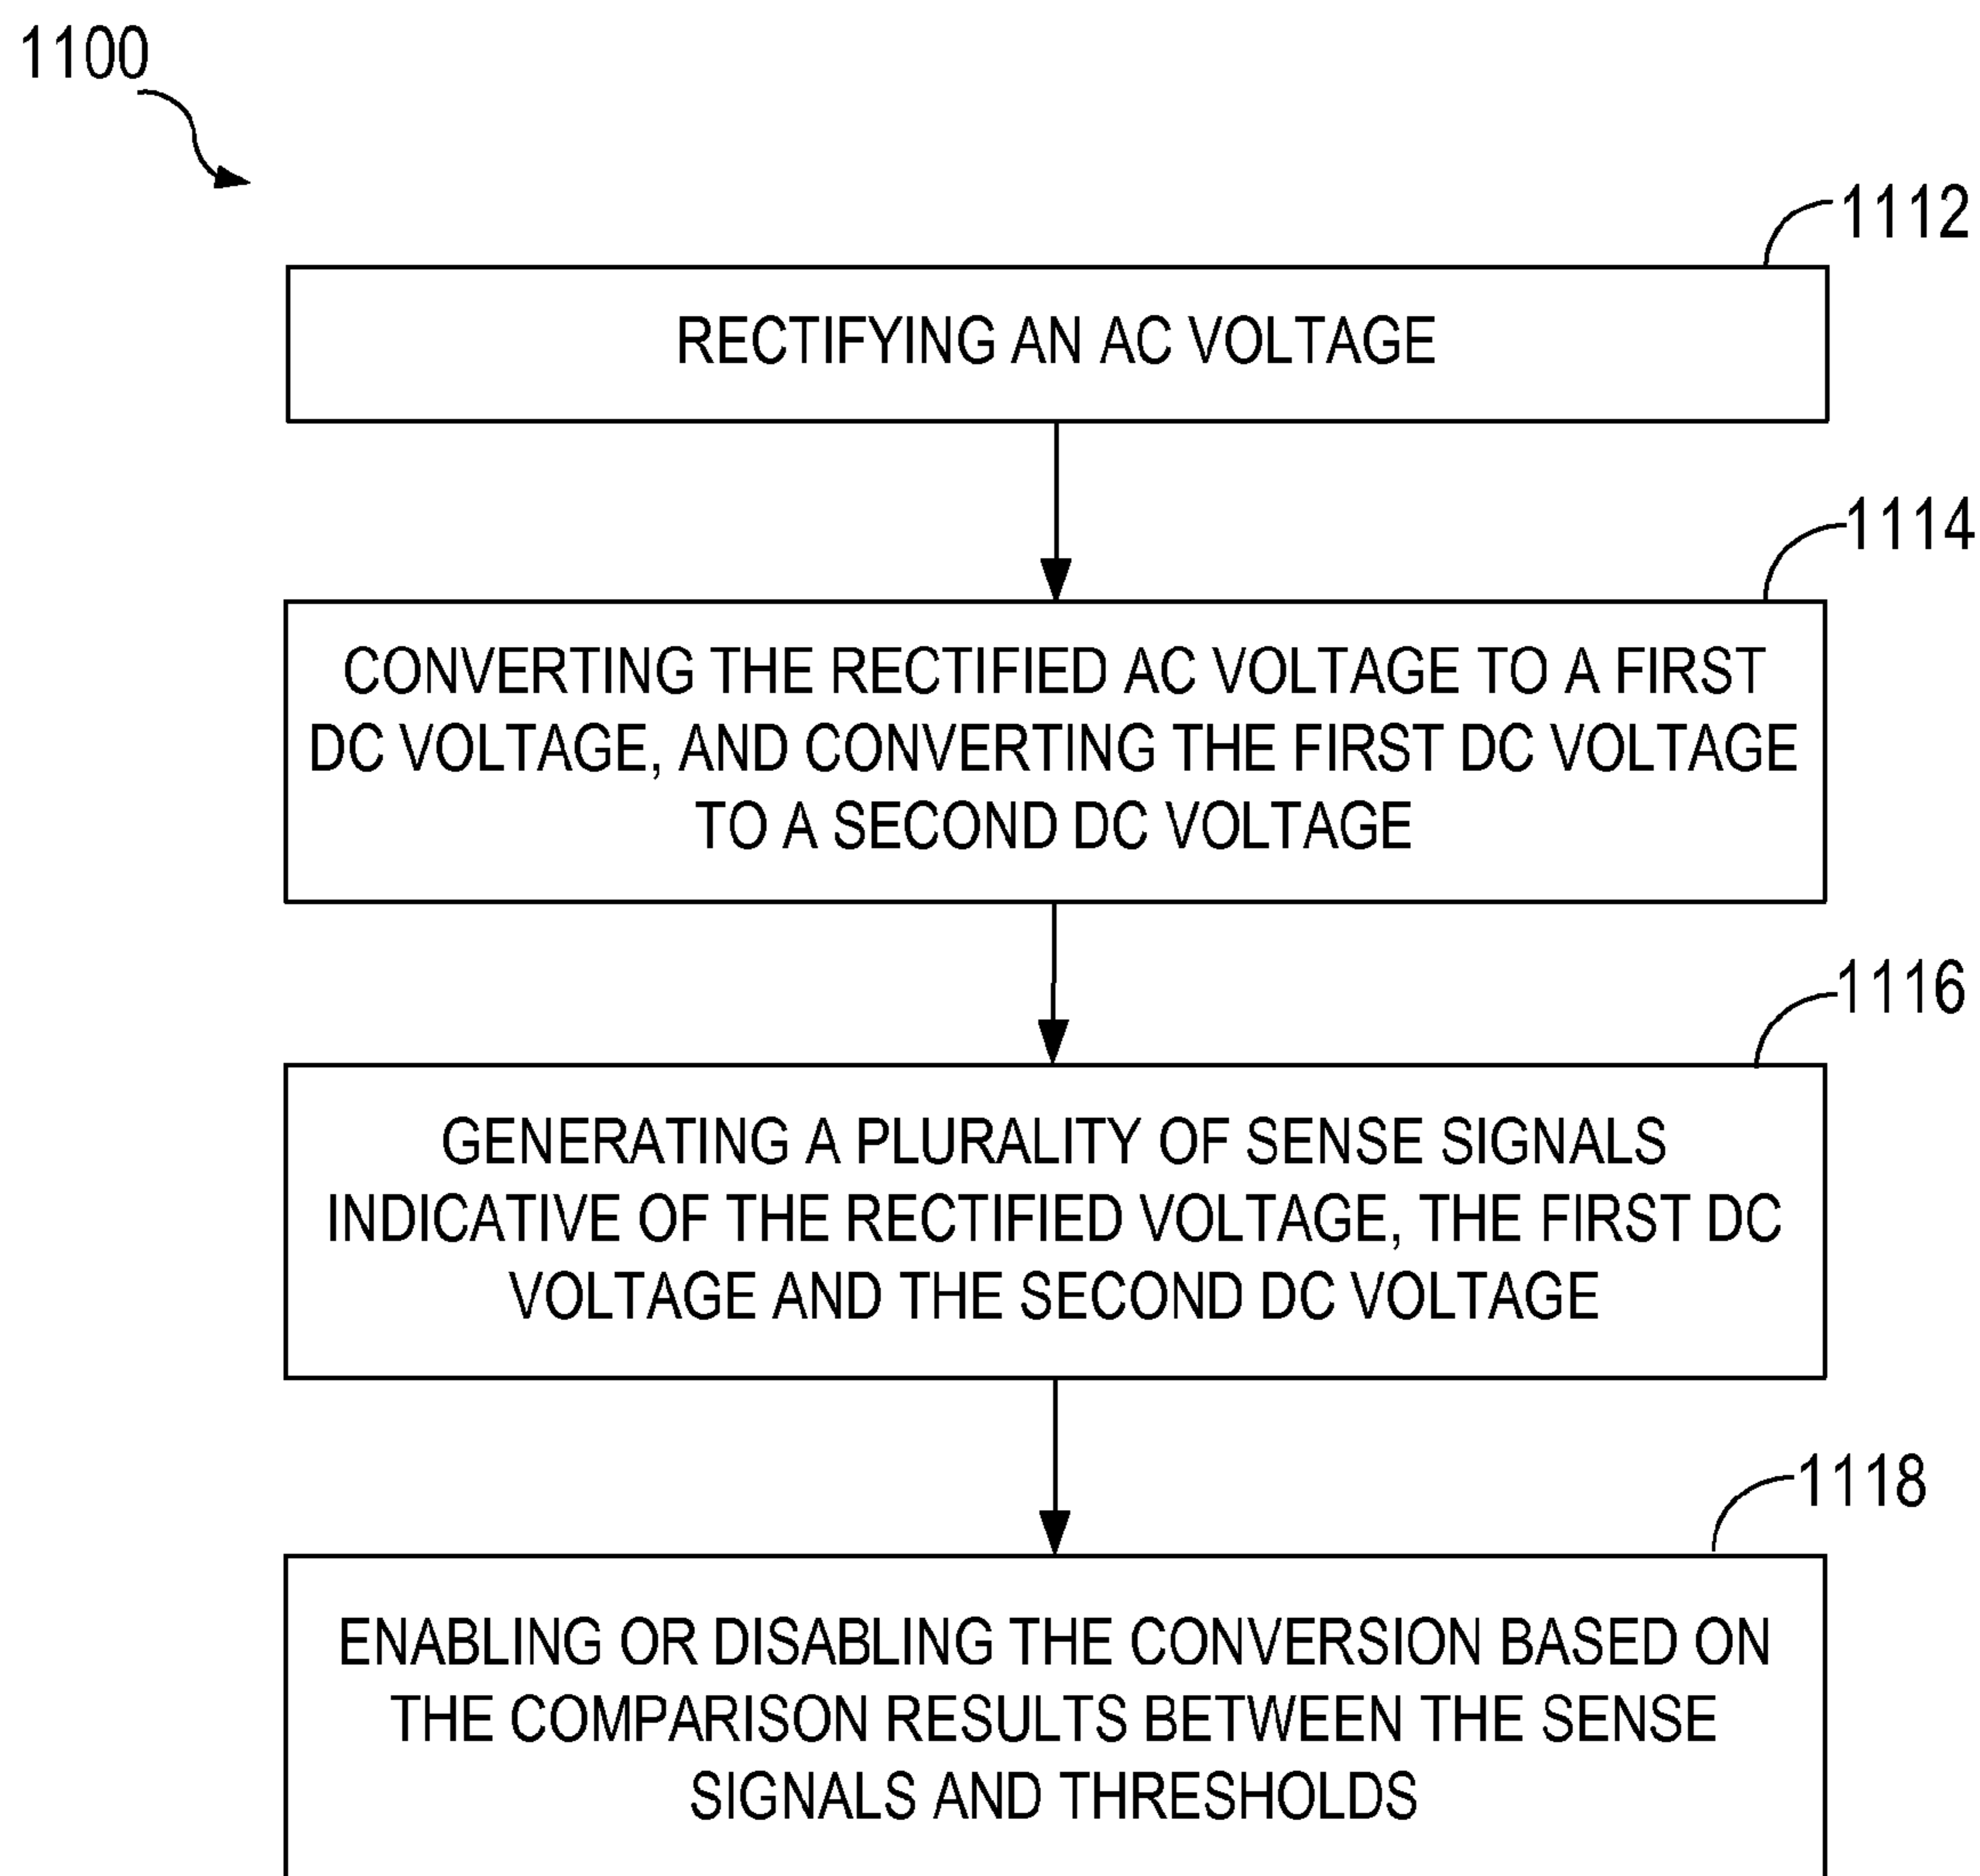 1100
1112
RECTIFYING AN AC VOLTAGE
1114
CONVERTING THE RECTIFIED AC VOLTAGE TO A FIRST
DC VOLTAGE, AND CONVERTING THE FIRST DC VOLTAGE
TO A SECOND DC VOLTAGE
1116
GENERATING A PLURALITY OF SENSE SIGNALS
INDICATIVE OF THE RECTIFIED VOLTAGE, THE FIRST DC
VOLTAGE AND THE SECOND DC VOLTAGE
1118
ENABLING OR DISABLING THE CONVERSION BASED ON
THE COMPARISON RESULTS BETWEEN THE SENSE
SIGNALS AND THRESHOLDS